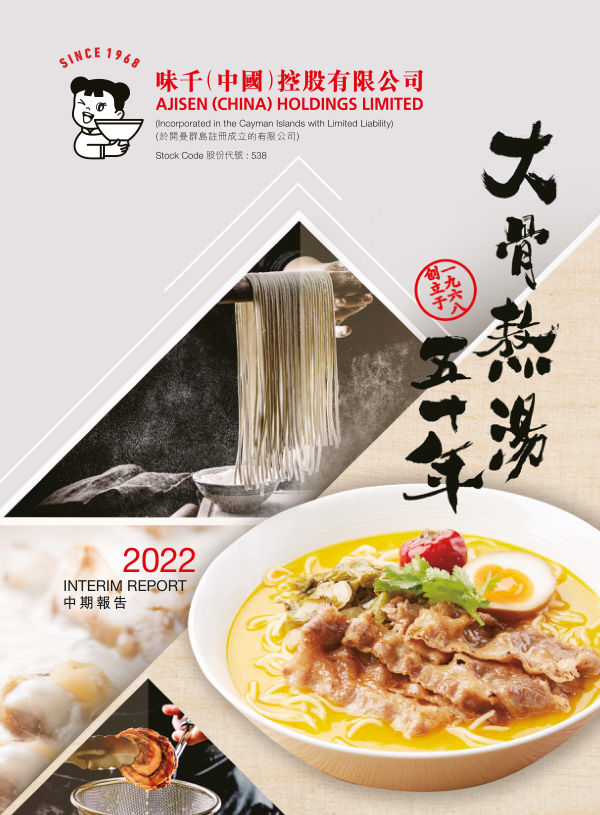 SINCE 1968
味千(中國)控股有限公司
AJISEN (CHINA) HOLDINGS LIMITED
(Incorporated in the Cayman Islands with Limited Liability)
(於開曼群島註冊成立的有限公司)
Stock Code 股份代號 : 538
大骨熬湯
五十年
一九六八
创立于
2022
INTERIM REPORT
中期報告